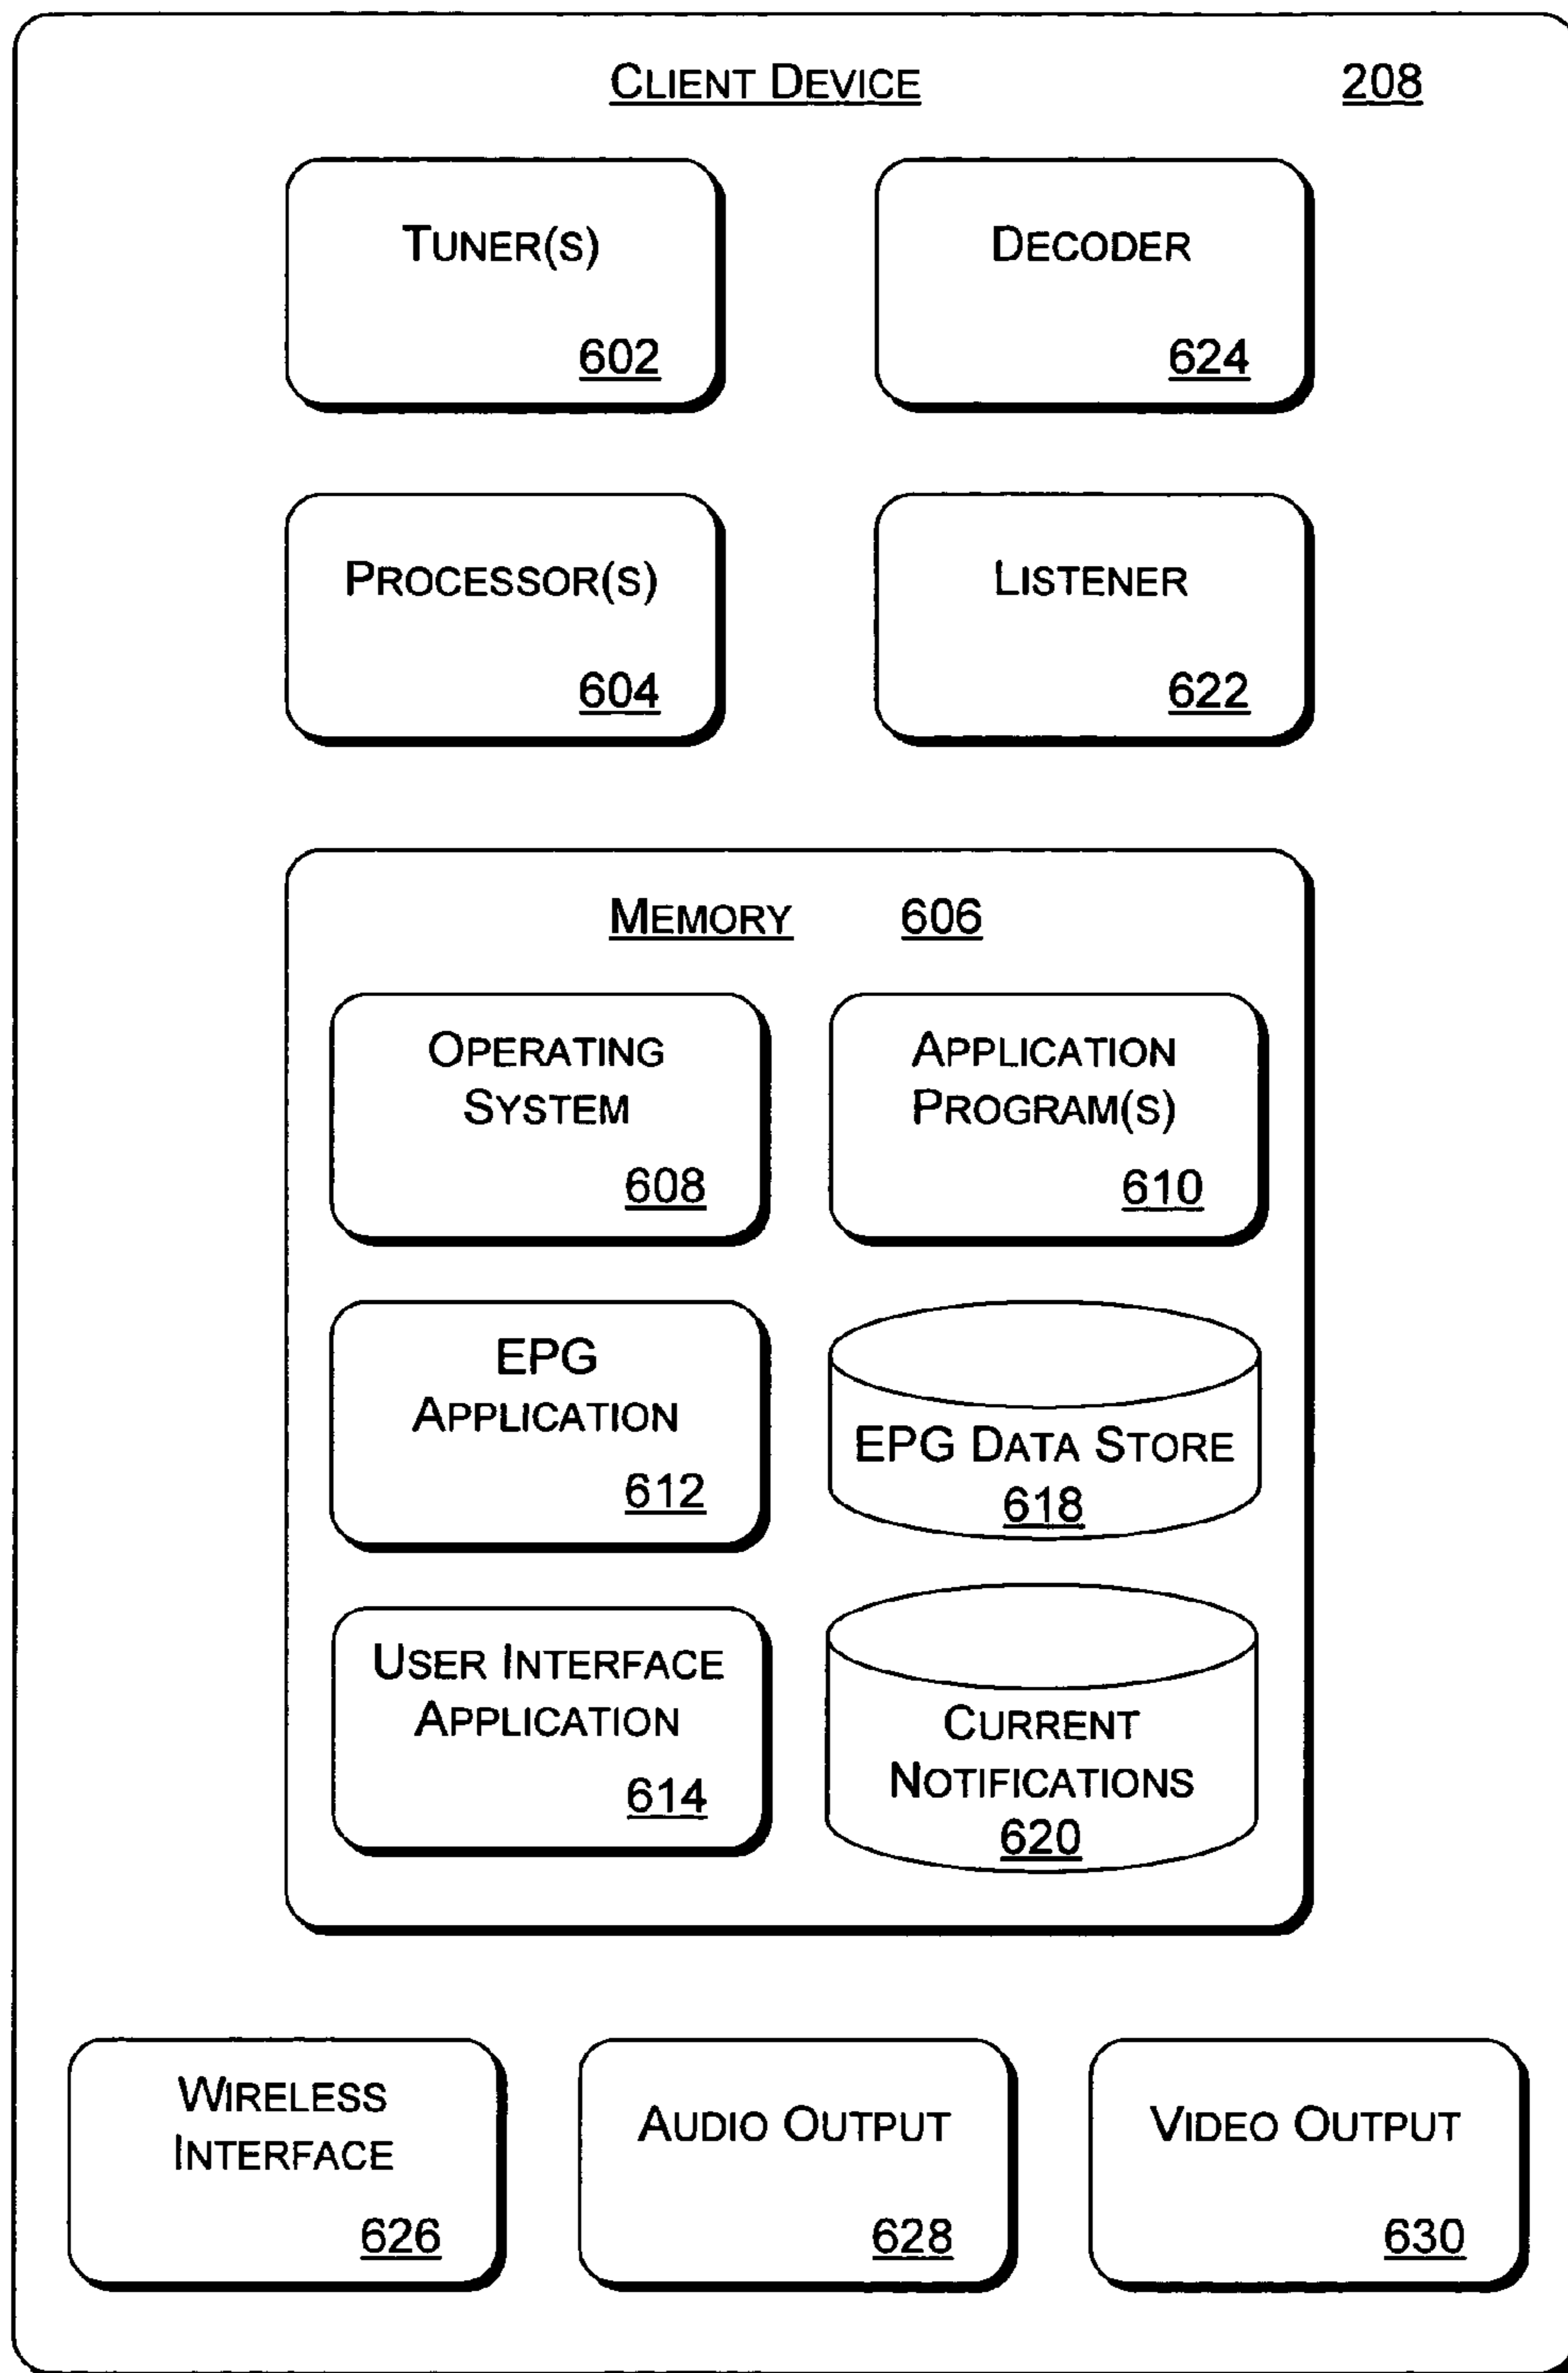 CLIENT DEVICE 208
TUNER(S)
602
DECODER
624
PROCESSOR(S)
604
LISTENER
622
MEMORY 606
OPERATING
SYSTEM
608
APPLICATION
PROGRAM(S)
610
EPG
APPLICATION
612
EPG DATA STORE
618
USER INTERFACE
APPLICATION
614
CURRENT
NOTIFICATIONS
620
WIRELESS
INTERFACE
626
AUDIO OUTPUT
628
VIDEO OUTPUT
630